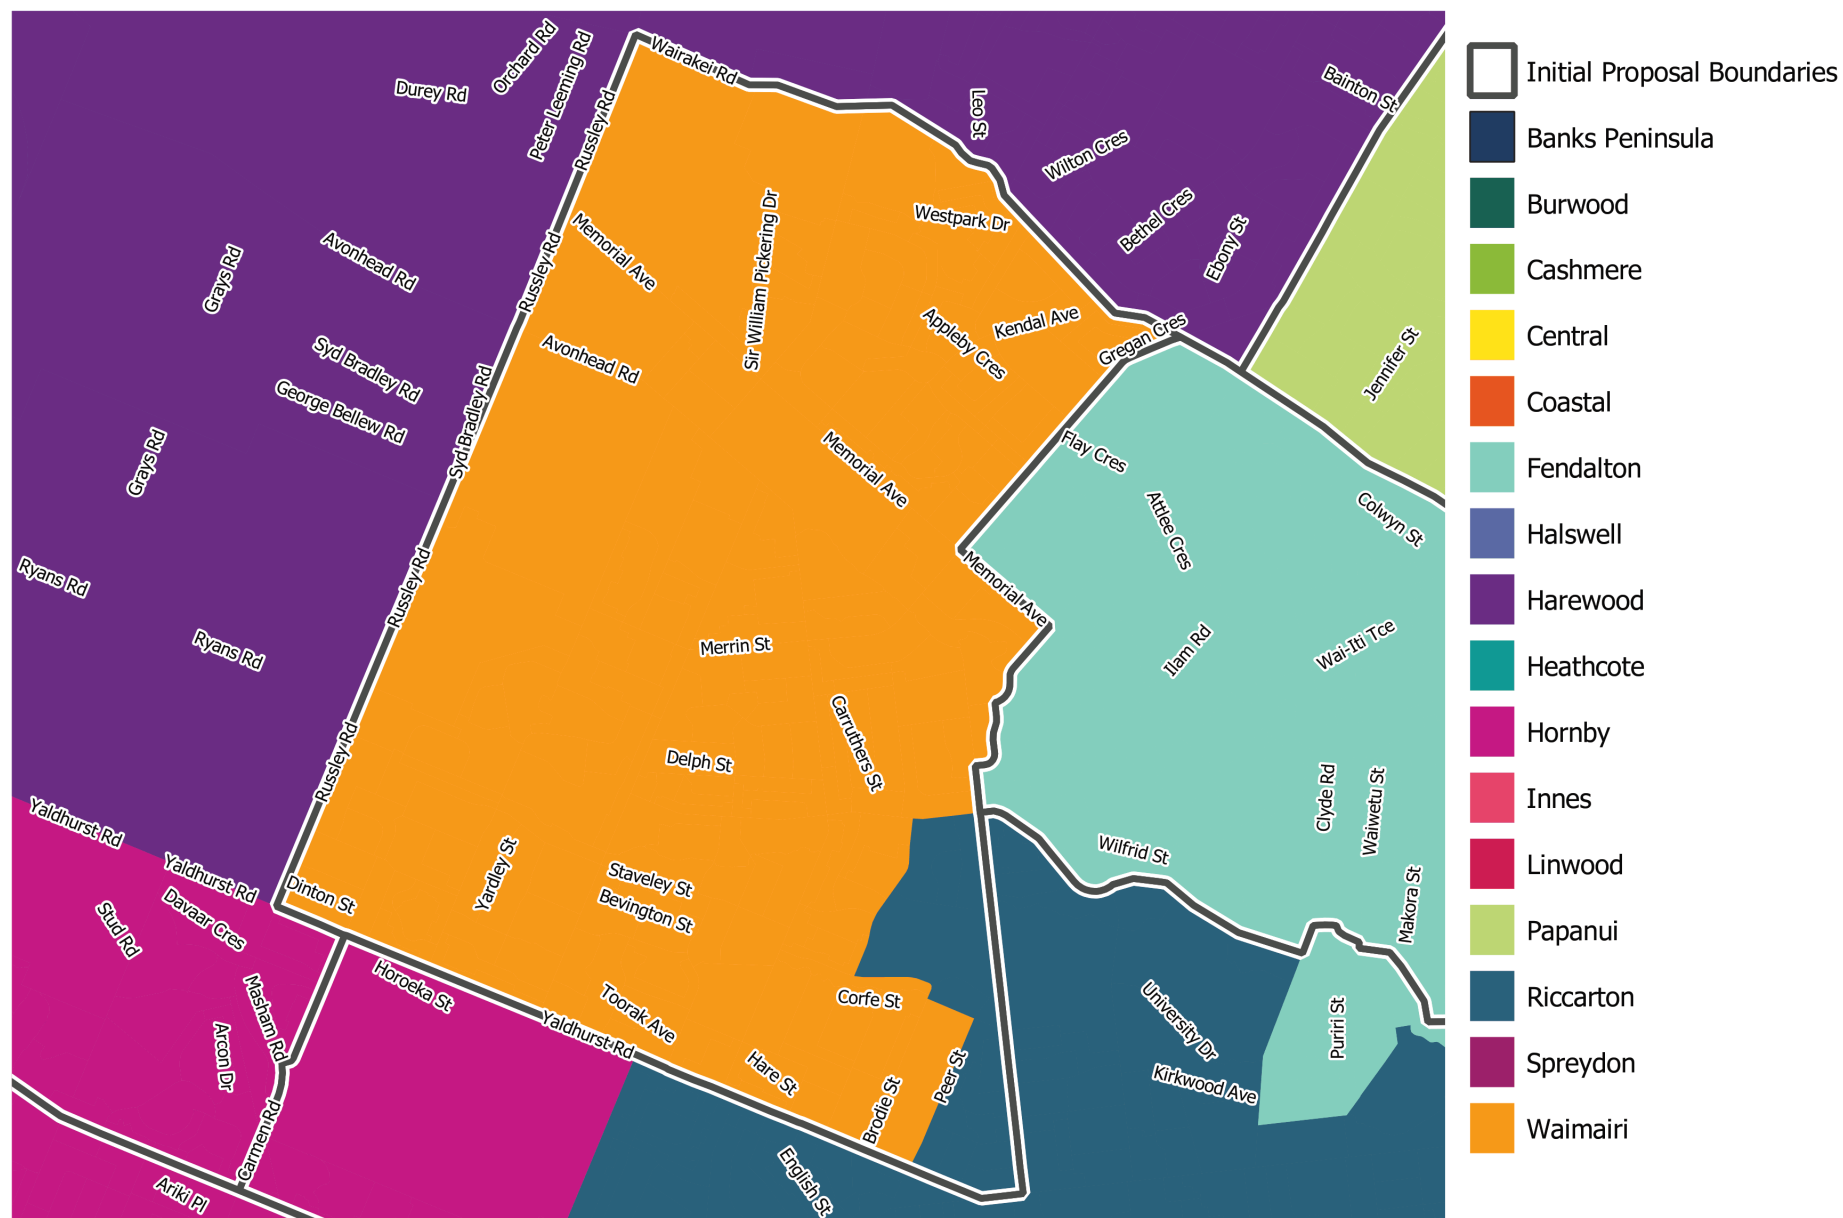 Orchard Rd
Peter Leeming Rd
Durey Rd
Wairakei Rd
Russley Rd
Leo St
Bainton St
Wilton Cres
Bethel Cres
Ebony St
Westpark Dr
Memorial Ave
Sir William Pickering Dr
Avonhead Rd
Grays Rd
Russley Rd
Appleby Cres
Kendal Ave
Gregan Cres
Jennifer St
Avonhead Rd
Syd Bradley Rd
George Bellew Rd
Syd Bradley Rd
Grays Rd
Memorial Ave
Flay Cres
Attlee Cres
Colwyn St
Ryans Rd
Russley Rd
Memorial Ave
Ryans Rd
Merrin St
Ilam Rd
Wai-Iti Tce
Carruthers St
Russley Rd
Delph St
Clyde Rd
Waiwetu St
Yaldhurst Rd
Yaldhurst Rd
Wilfrid St
Dinton St
Yardley St
Staveley St
Bevington St
Makora St
Stud Rd
Davaar Cres
Masham Rd
Horoeka St
Toorak Ave
Corfe St
University Dr
Puriri St
Arcon Dr
Yaldhurst Rd
Hare St
Peer St
Brodie St
Kirkwood Ave
Carmen Rd
Ariki Pl
English St
Initial Proposal Boundaries
Banks Peninsula
Burwood
Cashmere
Central
Coastal
Fendalton
Halswell
Harewood
Heathcote
Hornby
Innes
Linwood
Papanui
Riccarton
Spreydon
Waimairi